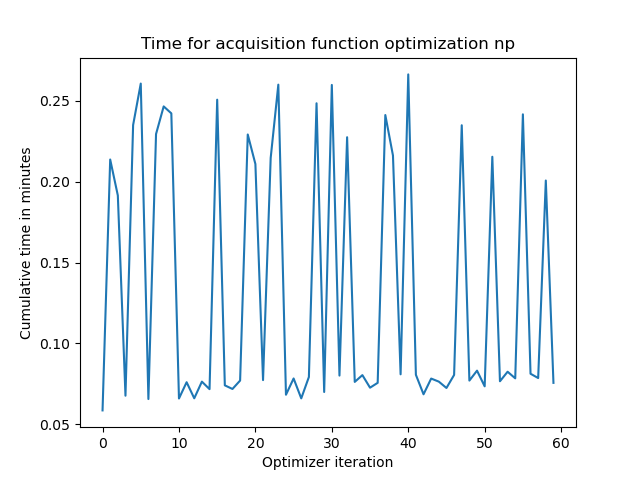 Time for acquisition function optimization np
0.25
0.20
0.15
0.10
0.05
Cumulative time in minutes
0 10 20 30 40 50 60
Optimizer iteration